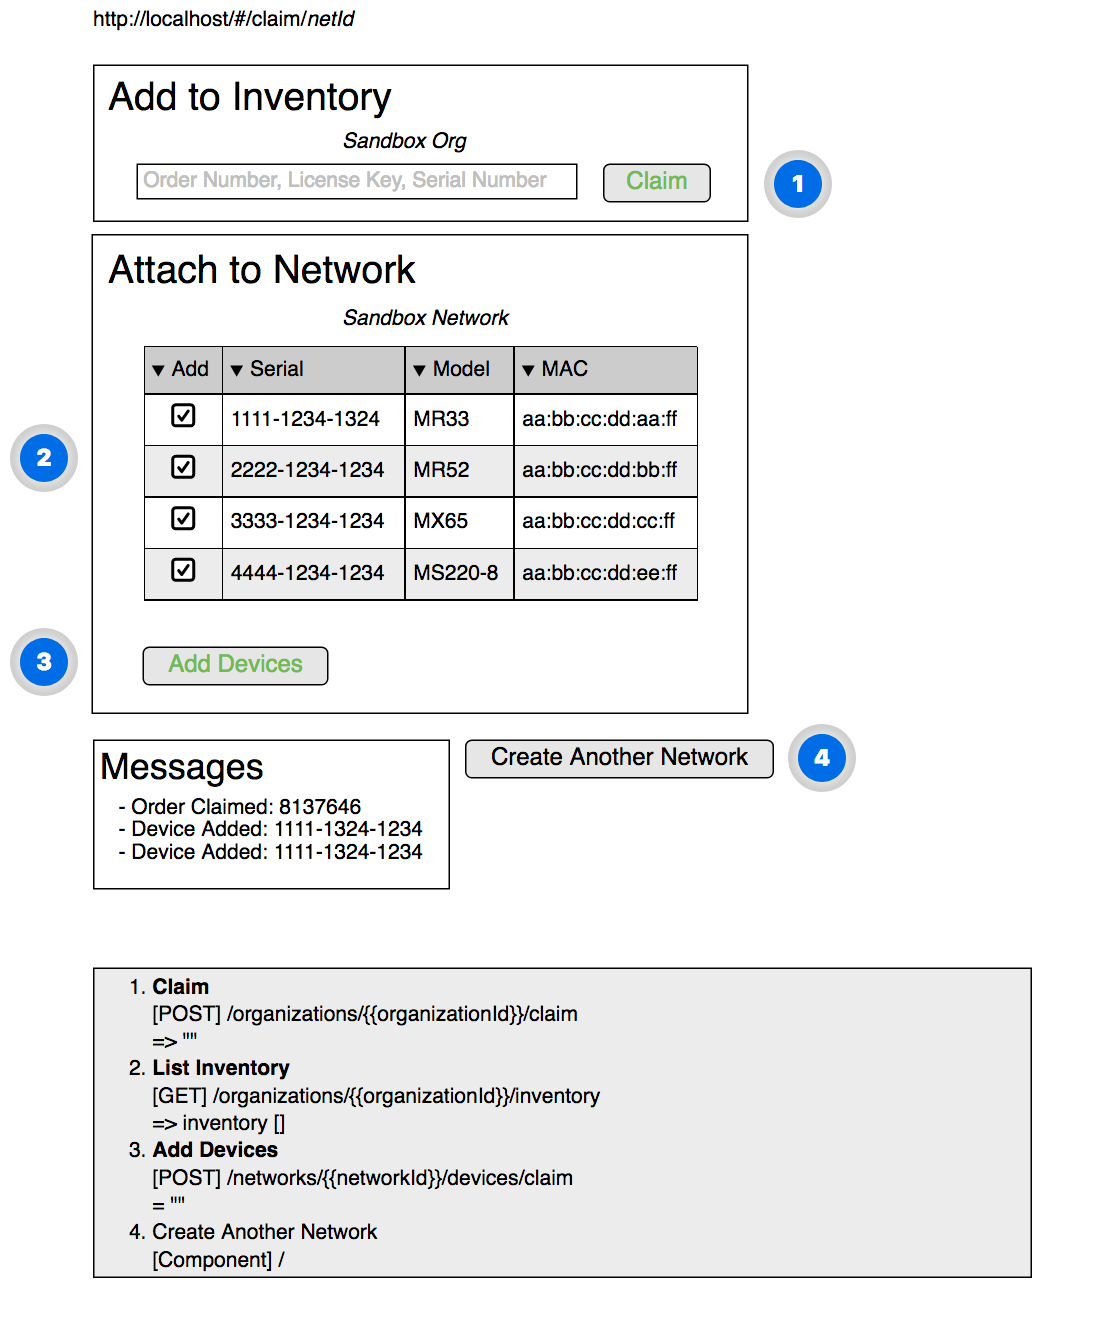 http://localhost/#/claim/netId
Add to Inventory
Sandbox Org
Order Number, License Key, Serial Number
Claim
1
Attach to Network
Sandbox Network
▼ Add ▼ Serial ▼ Model ▼ MAC
1111-1234-1324 MR33 aa:bb:cc:dd:aa:ff
2222-1234-1234 MR52 aa:bb:cc:dd:bb:ff
2
3333-1234-1234 MX65 aa:bb:cc:dd:cc:ff
4444-1234-1234 MS220-8 aa:bb:cc:dd:ee:ff
3
Add Devices
Create Another Network
4
Messages
- Order Claimed: 8137646
- Device Added: 1111-1324-1234
- Device Added: 1111-1324-1234
1. Claim
[POST] /organizations/{{organizationId}}/claim
=> ""
2. List Inventory
[GET] /organizations/{{organizationId}}/inventory
=> inventory []
3. Add Devices
[POST] /networks/{{networkId}}/devices/claim
= ""
4. Create Another Network
[Component] /